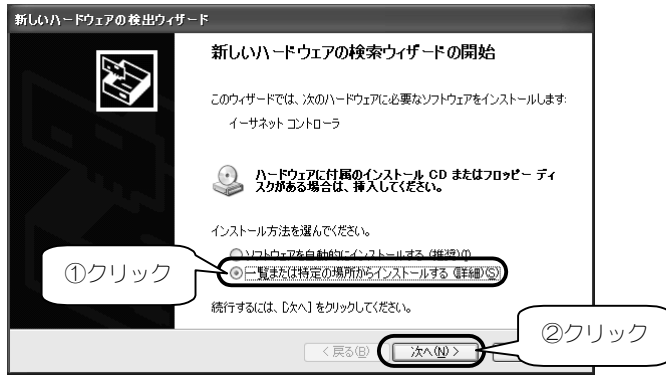 新しいハードウェアの検出ウィザード
新しいハードウェアの検索ウィザードの開始
このウィザードでは、次のハードウェアに必要なソフトウェアをインストールします:
イーサネット コントローラ
ハードウェアに付属のインストール CD またはフロッピー ディ
スクがある場合は、挿入してください。
インストール方法を選んでください。
ソフトウェアを自動的にインストールする (推奨)(I)
①クリック
一覧または特定の場所からインストールする (詳細)(S)
続行するには、[次へ] をクリックしてください。
②クリック
< 戻る(B)
次へ(N) >